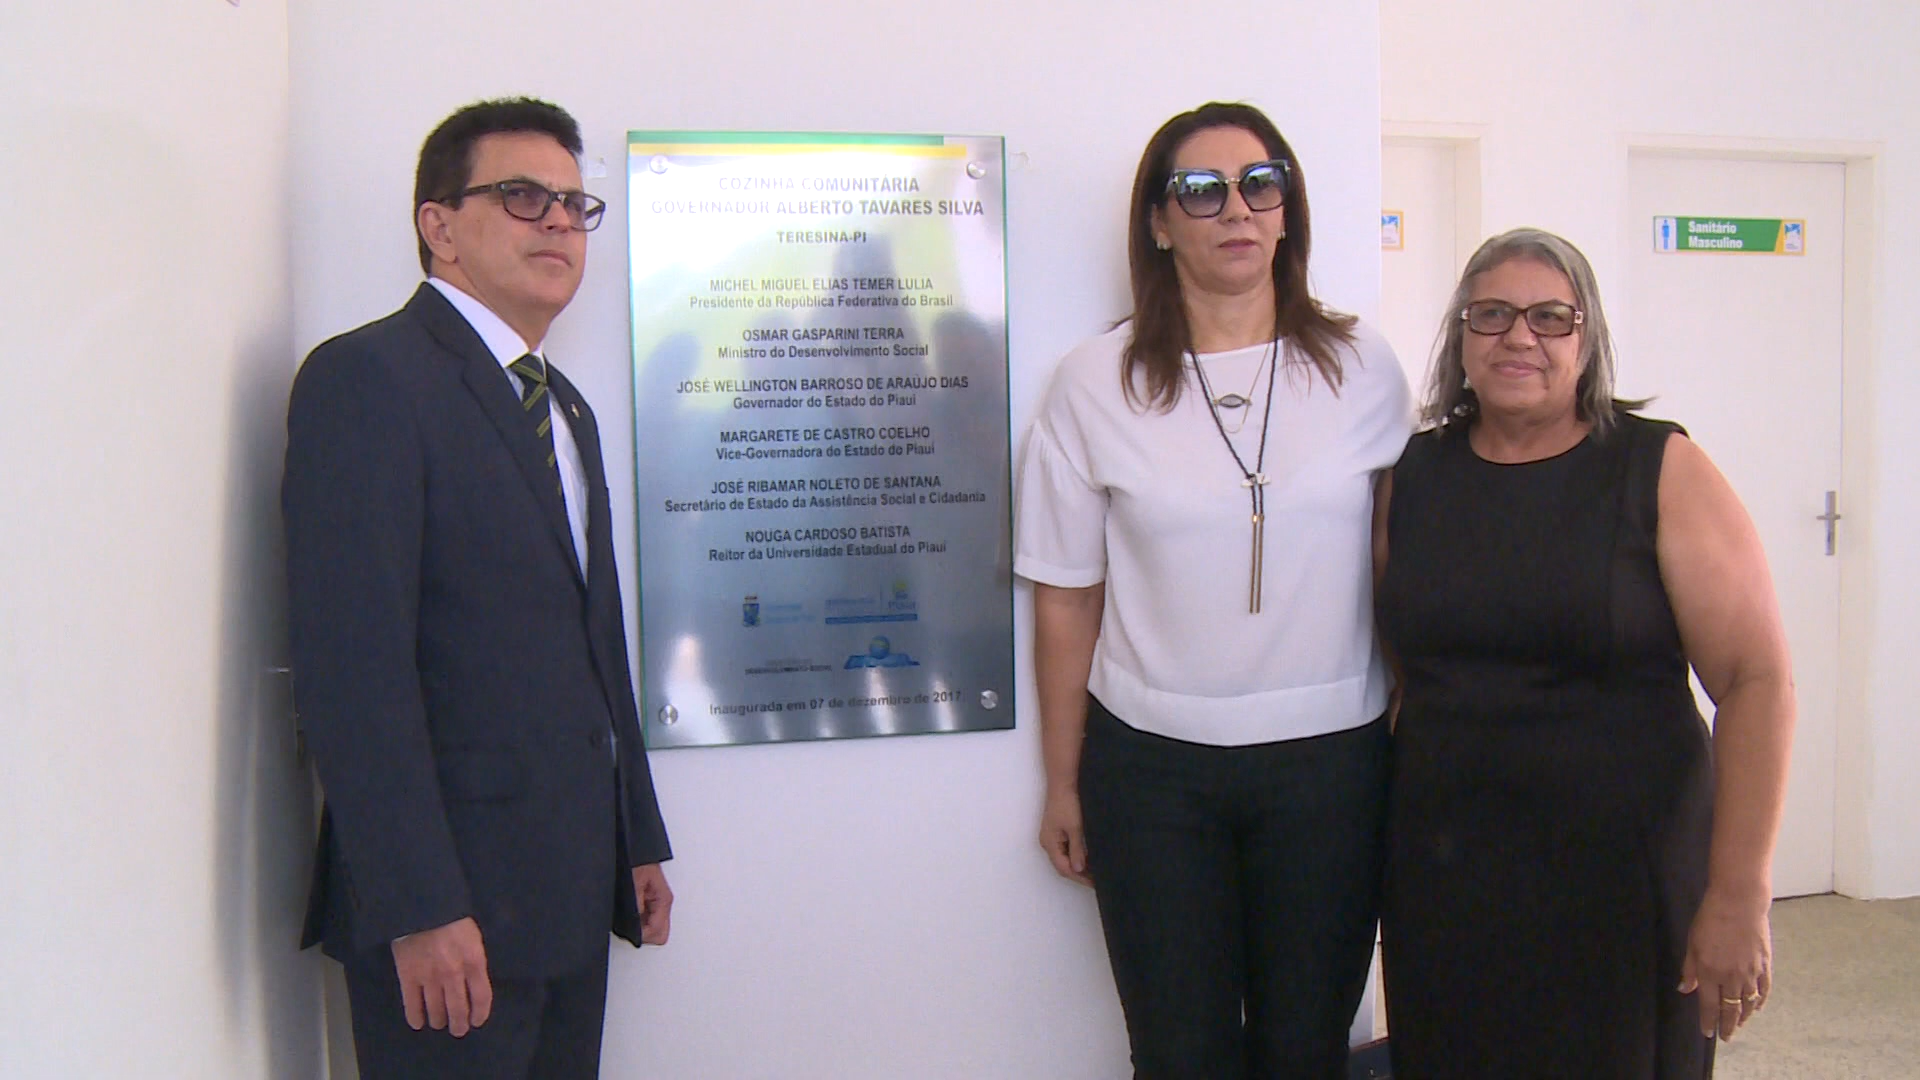 COZINHA COMUNITÁRIA
GOVERNADOR ALBERTO TAVARES SILVA
TERESINA-PI
MICHEL MIGUEL ELIAS TEMER LULIA
Presidente da República Federativa do Brasil
OSMAR GASPARINI TERRA
Ministro do Desenvolvimento Social
JOSÉ WELLINGTON BARROSO DE ARAÚJO DIAS
Governador do Estado do Piauí
MARGARETE DE CASTRO COELHO
Vice-Governadora do Estado do Piauí
JOSÉ RIBAMAR NOLETO DE SANTANA
Secretário de Estado da Assistência Social e Cidadania
NOUGA CARDOSO BATISTA
Reitor da Universidade Estadual do Piauí
Piauí
DESENVOLVIMENTO SOCIAL
Inaugurada em 07 de dezembro de 2017.
Sanitário
Masculino